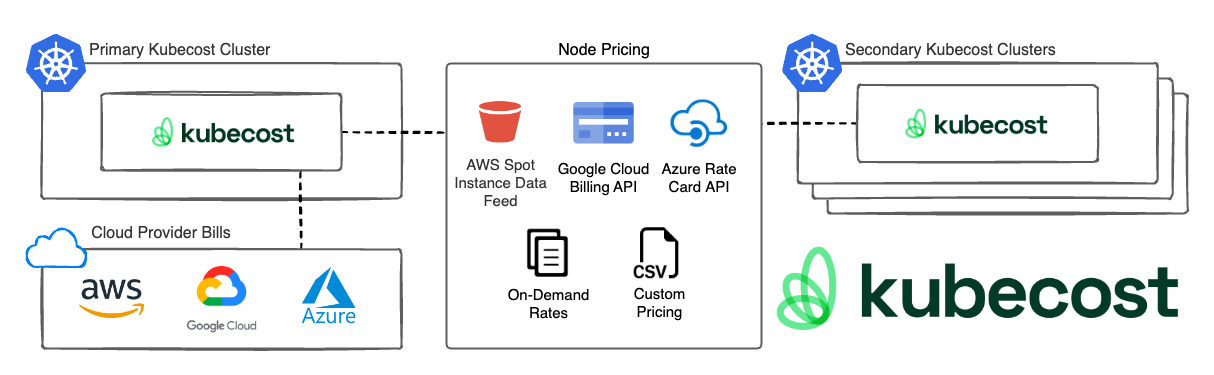 Primary Kubecost Cluster
kubecost
Cloud Provider Bills
aws
Google Cloud
Azure
Node Pricing
AWS Spot
Instance Data
Feed
Google Cloud
Billing API
Azure Rate
Card API
On-Demand
Rates
CSV
Custom
Pricing
Secondary Kubecost Clusters
kubecost
kubecost